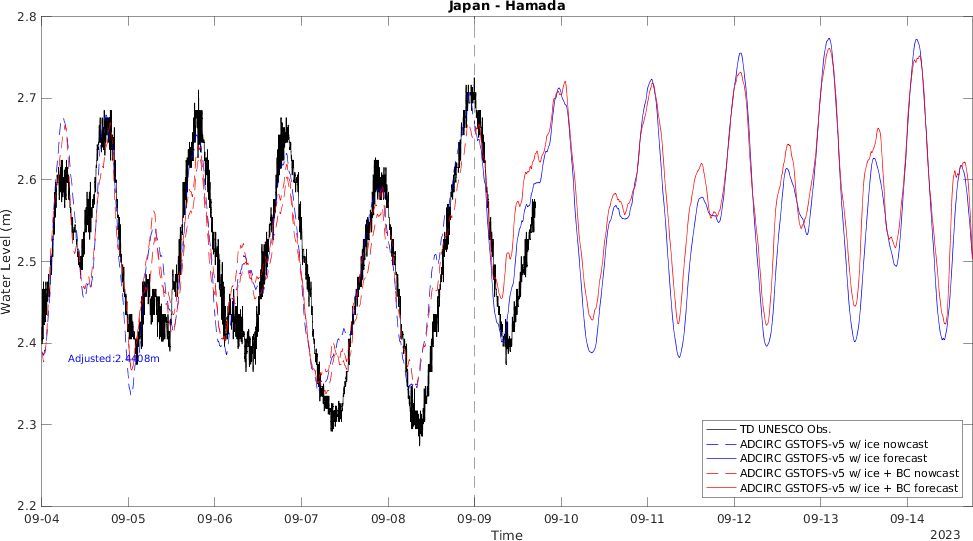 Japan - Hamada
2.8
2.7
2.6
2.5
2.4
2.3
2.2
Water Level (m)
Adjusted:2.4408m
TD UNESCO Obs.
ADCIRC GSTOFS-v5 w/ ice nowcast
ADCIRC GSTOFS-v5 w/ ice forecast
ADCIRC GSTOFS-v5 w/ ice + BC nowcast
ADCIRC GSTOFS-v5 w/ ice + BC forecast
09-04 09-05 09-06 09-07 09-08 09-09 09-10 09-11 09-12 09-13 09-14
Time
2023